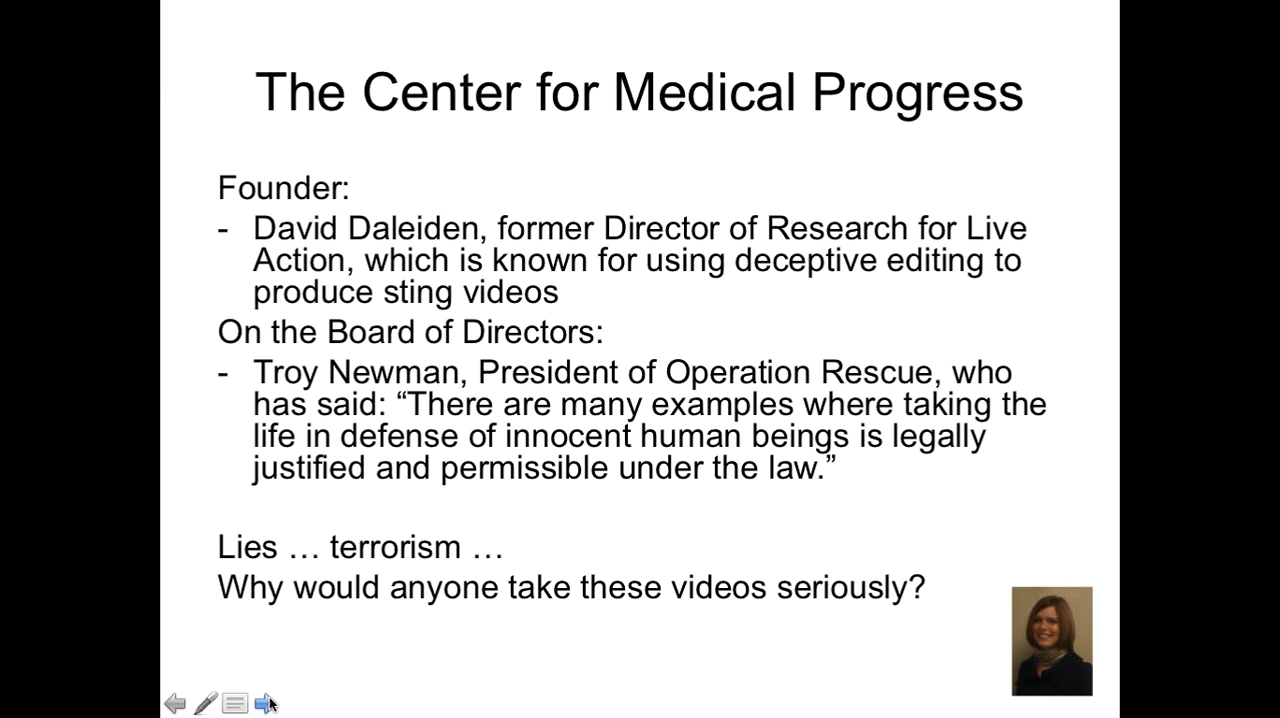 The Center for Medical Progress
Founder:
- David Daleiden, former Director of Research for Live
Action, which is known for using deceptive editing to
produce sting videos
On the Board of Directors:
- Troy Newman, President of Operation Rescue, who
has said: “There are many examples where taking the
life in defense of innocent human beings is legally
justified and permissible under the law.”
Lies … terrorism …
Why would anyone take these videos seriously?